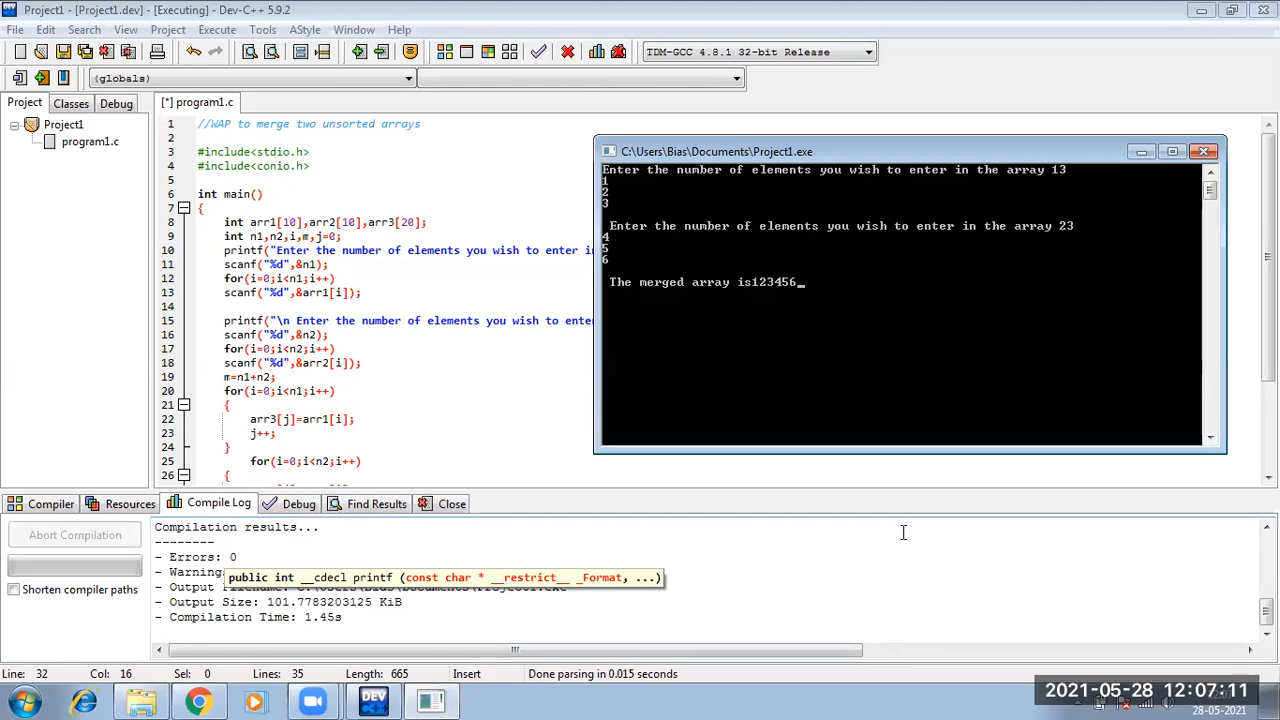 Project1 - [Project1.dev] - [Executing] - Dev-C++ 5.9.2
File Edit Search View Project Execute Tools AStyle Window Help
TDM-GCC 4.8.1 32-bit Release
(globals)
Project Classes Debug
[*] program1.c
Project1
program1.c
1 //WAP to merge two unsorted arrays
2
3 #include<stdio.h>
4 #include<conio.h>
5
6 int main()
7 {
8 int arr1[10],arr2[10],arr3[20];
9 int n1,n2,i,m,j=0;
10 printf("Enter the number of elements you wish to enter in
11 scanf("%d",&n1);
12 for(i=0;i<n1;i++)
13 scanf("%d",&arr1[i]);
14
15 printf("\n Enter the number of elements you wish to enter
16 scanf("%d",&n2);
17 for(i=0;i<n2;i++)
18 scanf("%d",&arr2[i]);
19 m=n1+n2;
20 for(i=0;i<n1;i++)
21 {
22 arr3[j]=arr1[i];
23 j++;
24 }
25 for(i=0;i<n2;i++)
26 {
C:\Users\Bias\Documents\Project1.exe
Enter the number of elements you wish to enter in the array 13
1
2
3
Enter the number of elements you wish to enter in the array 23
4
5
6
The merged array is123456_
Compiler Resources Compile Log Debug Find Results Close
Abort Compilation
Shorten compiler paths
Compilation results...
--------
- Errors: 0
- Warning
public int __cdecl printf (const char * __restrict__ _Format, ...)
- Output
- Output Size: 101.7783203125 KiB
- Compilation Time: 1.45s
Line: 32 Col: 16 Sel: 0 Lines: 35 Length: 665 Insert Done parsing in 0.015 seconds
DEV
2021-05-28 12:07:11
28-05-2021